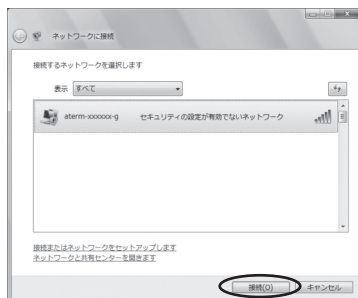 ネットワークに接続
接続するネットワークを選択します
表示 すべて
aterm-xxxxxx-g セキュリティの設定が有効でないネットワーク
接続またはネットワークをセットアップします
ネットワークと共有センターを開きます
接続(O) キャンセル